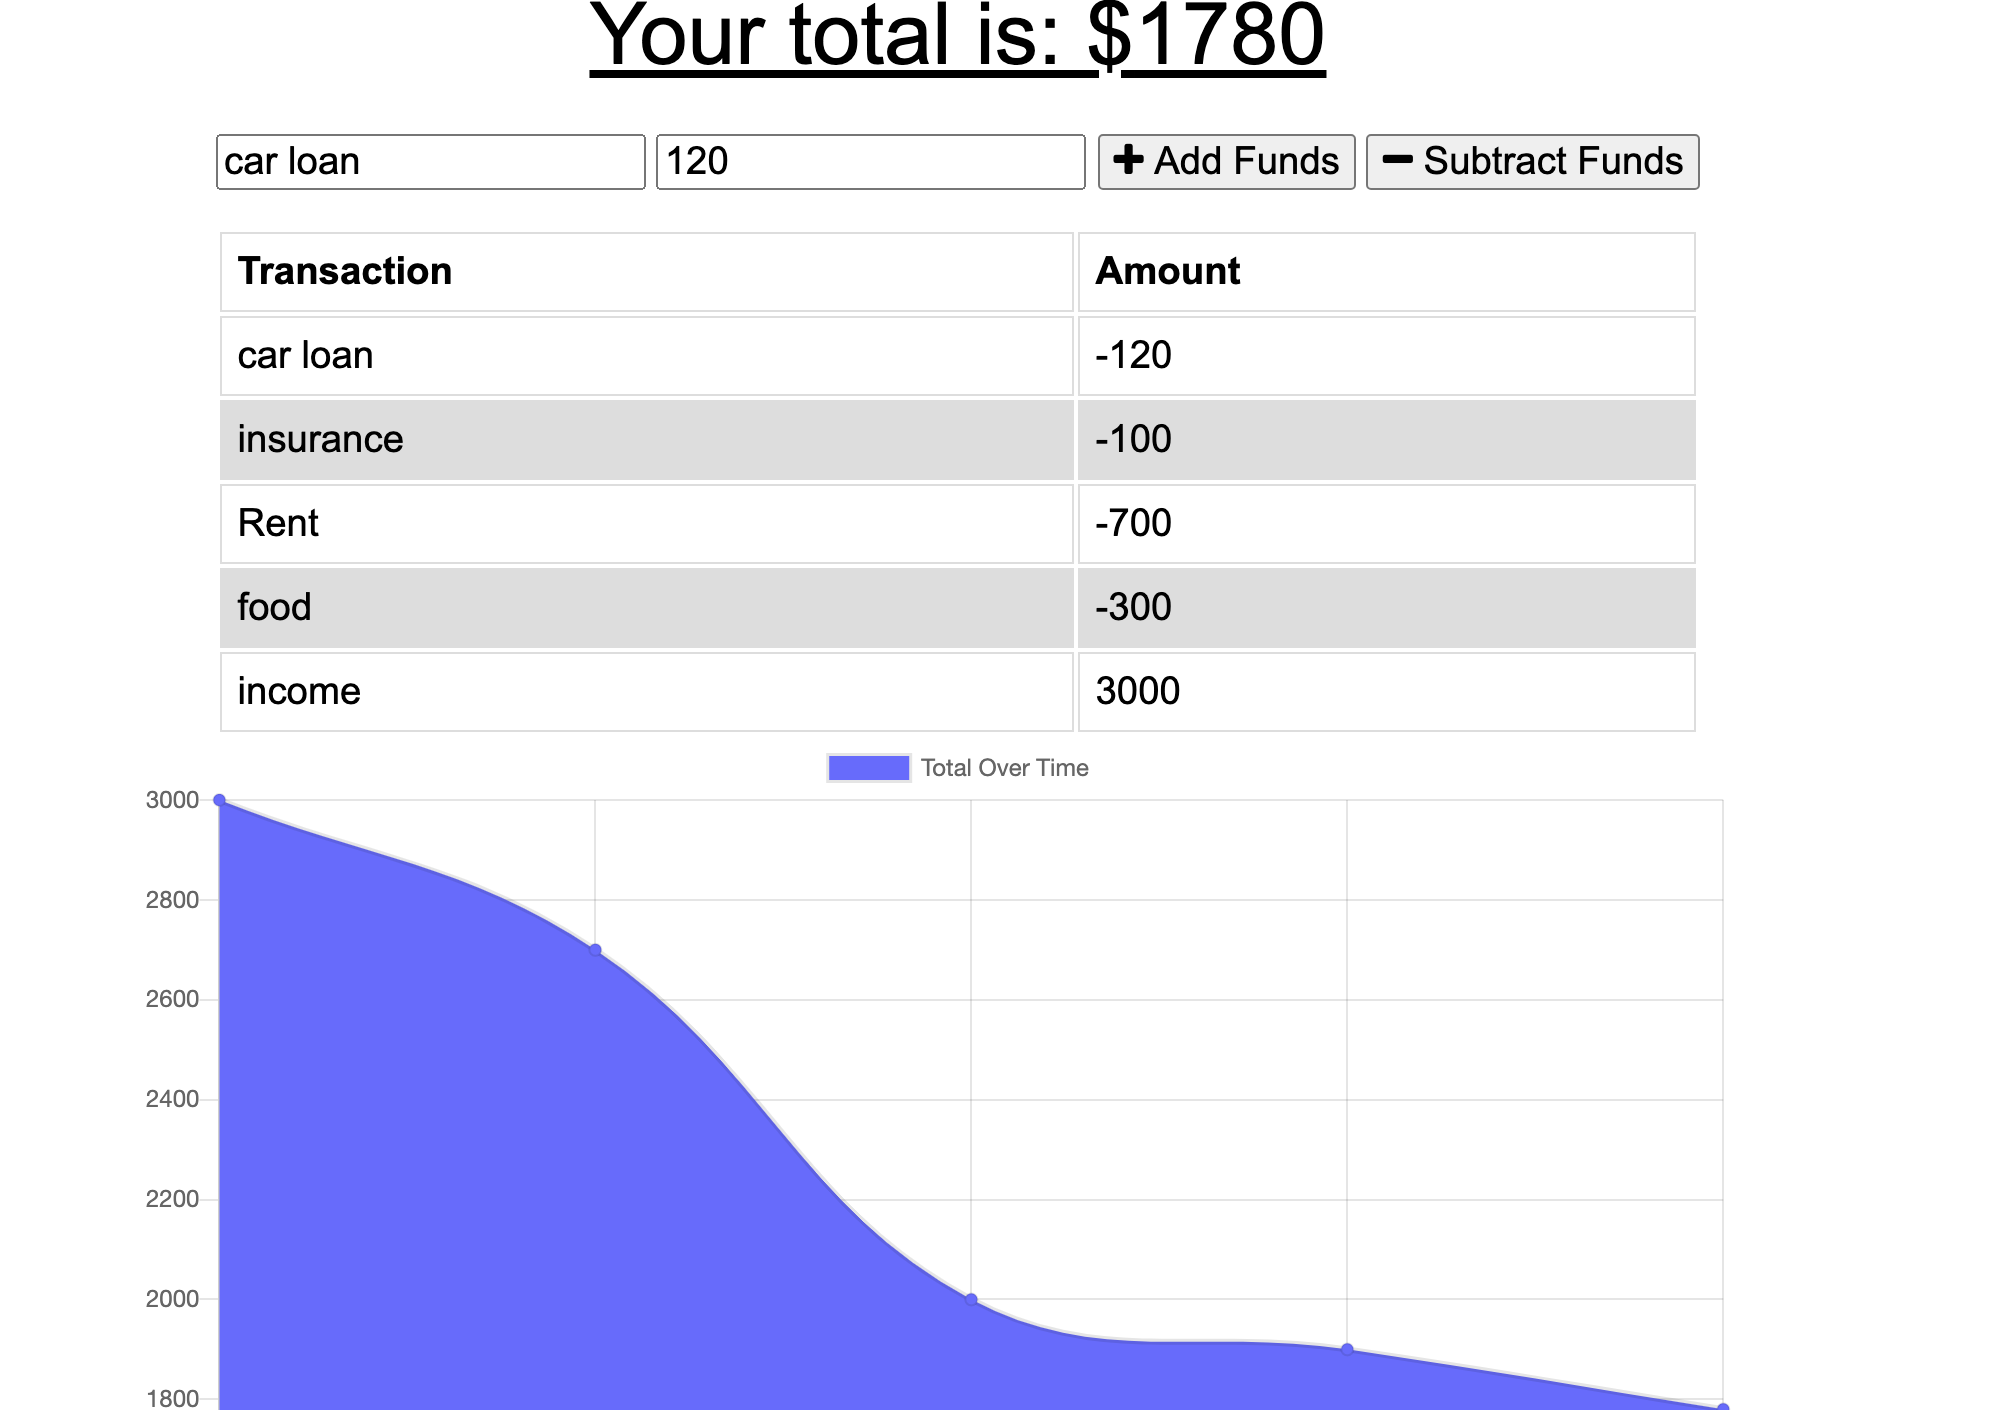 Your total is: $1780
car loan 120 Add Funds Subtract Funds
Transaction Amount
car loan -120
insurance -100
Rent -700
food -300
income 3000
Total Over Time
3000
2800
2600
2400
2200
2000
1800